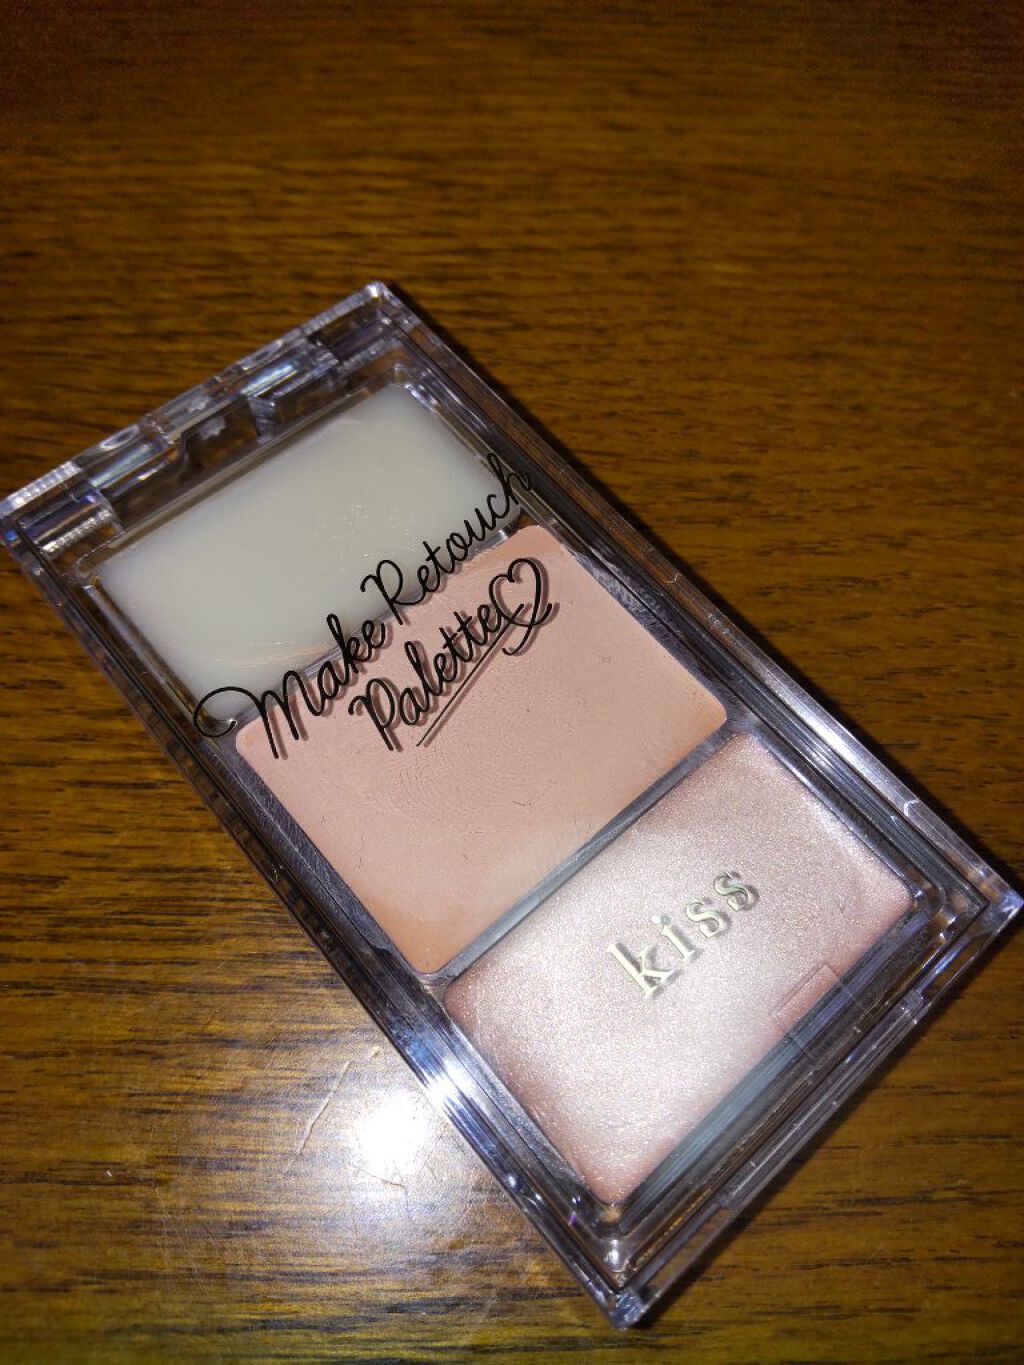 Make Retouch
Palette♡
kiss